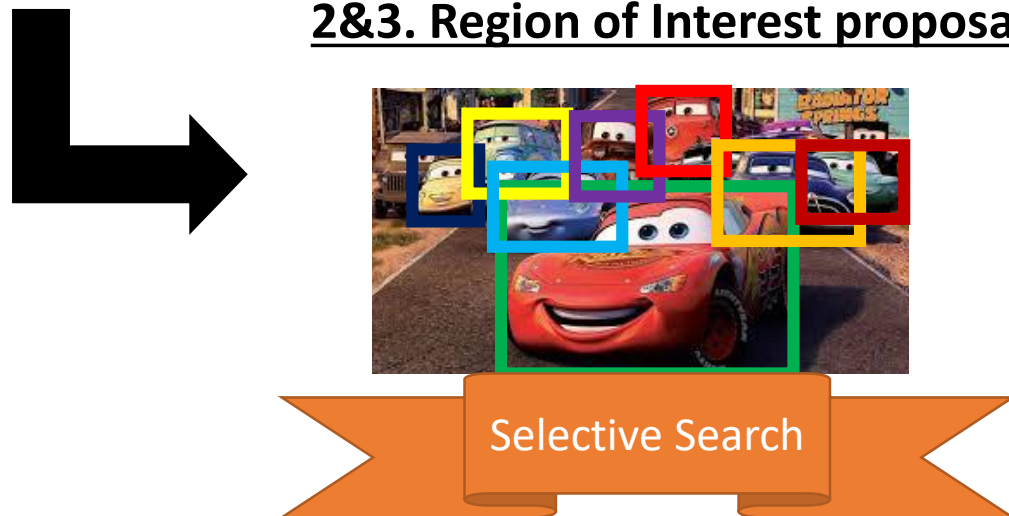 2&3. Region of Interest proposa
RADIATOR
SPRINGS
Selective Search